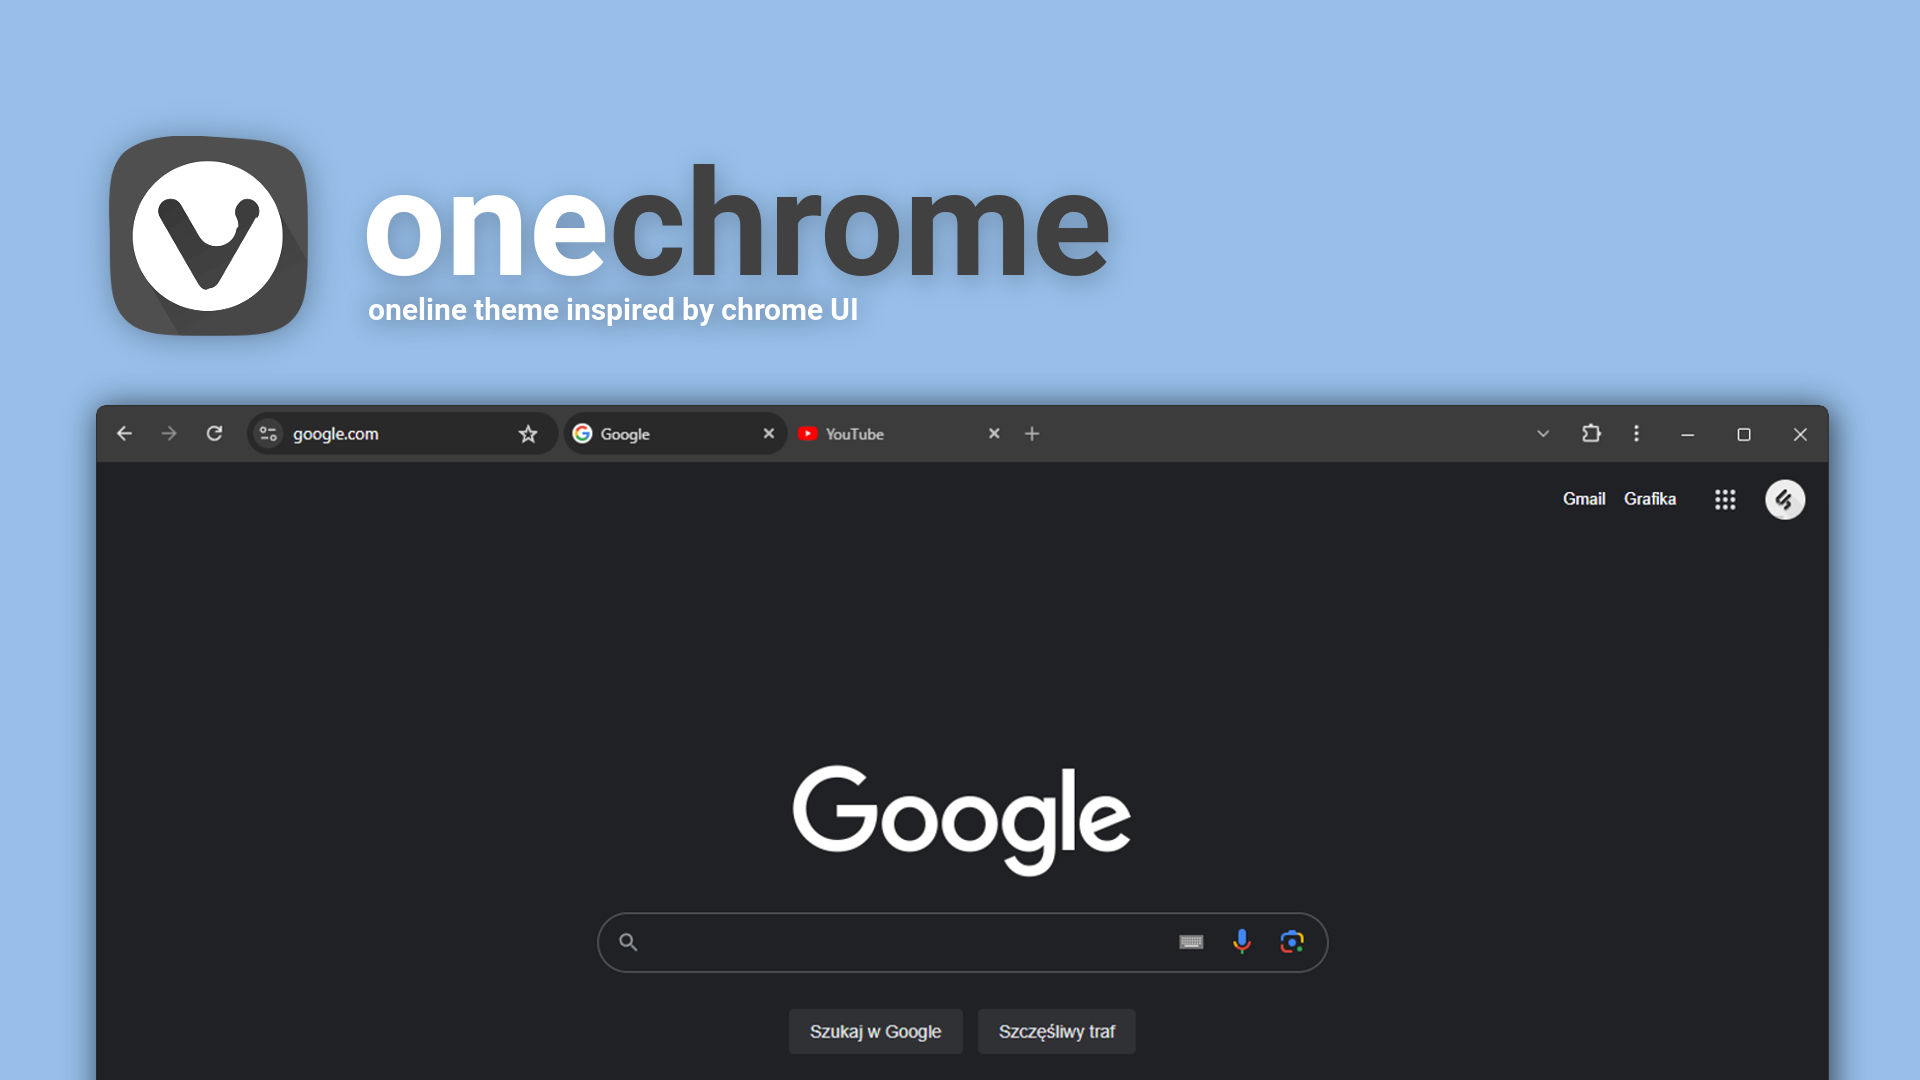 onechrome
oneline theme inspired by chrome UI
google.com Google YouTube
Gmail Grafika
Google
Szukaj w Google Szczęśliwy traf